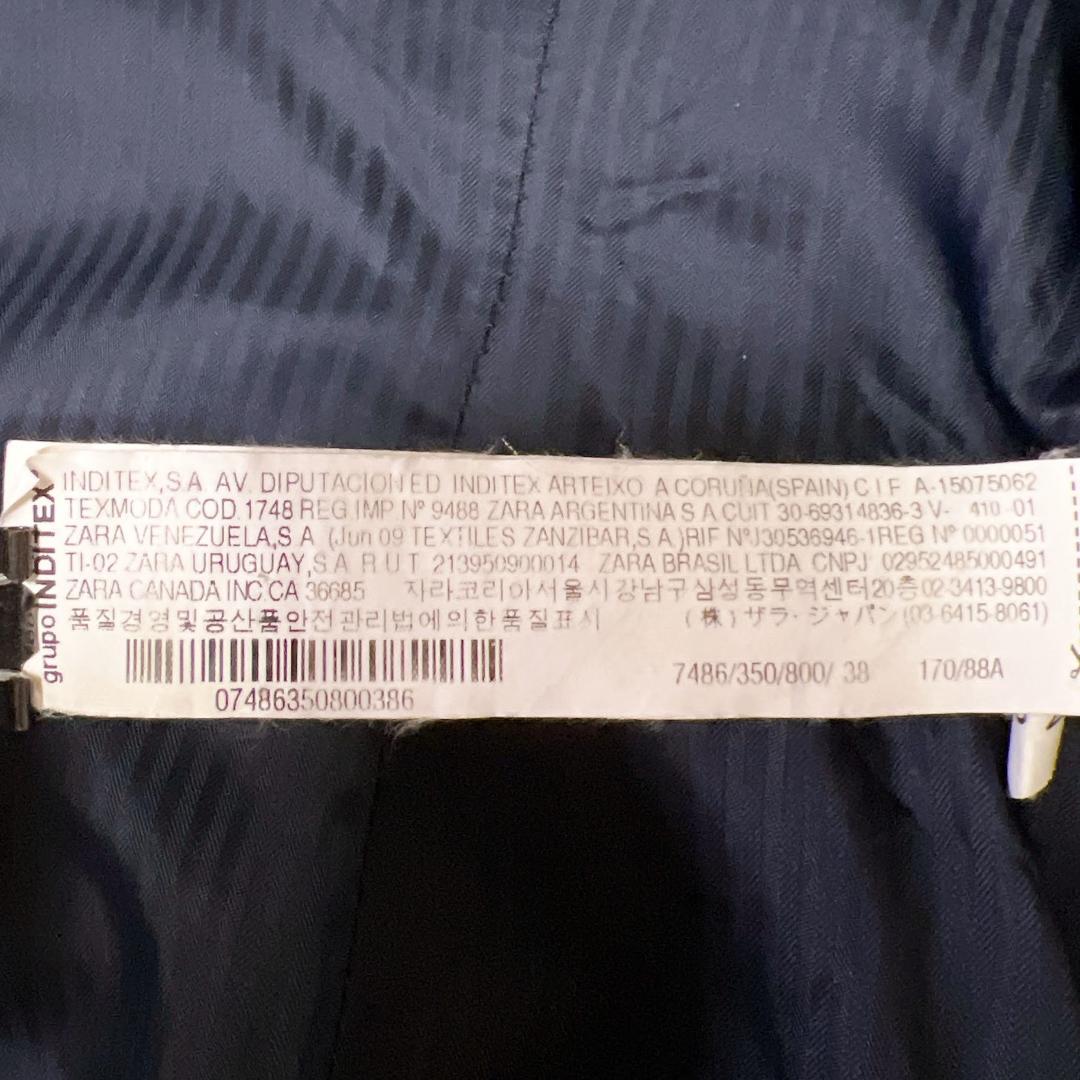 grupo INDITEX
INDITEX,S.A. AV. DIPUTACION ED. INDITEX ARTEIXO A CORUÑA(SPAIN) C I F A-15075062
TEXMODA COD.1748 REG.IMP Nº 9488 ZARA ARGENTINA S A CUIT 30-69314836-3 V- 410 -01
ZARA VENEZUELA,S A (Jun 09 TEXTILES ZANZIBAR,S.A.)RIF NºJ30536946-1REG Nº 0000051
TI-02 ZARA URUGUAY,S.A. R U T 213950900014 ZARA BRASIL LTDA CNPJ 02952485000491
ZARA CANADA INC CA 36685 자라코리아서울시강남구삼성동무역센터20층02-3413-9800
품질경영및공산품안전관리법에의한품질표시 (株)ザラ・ジャパン(03-6415-8061)
7486/350/800/ 38 170/88A
07486350800386